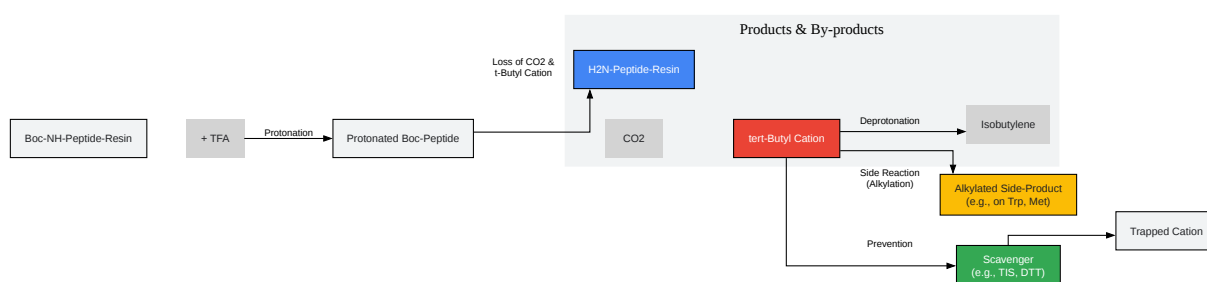 Products & By-products
Loss of CO2 &
t-Butyl Cation
H2N-Peptide-Resin
Boc-NH-Peptide-Resin
+ TFA
Protonation
Protonated Boc-Peptide
CO2
tert-Butyl Cation
Deprotonation
Isobutylene
Side Reaction
(Alkylation)
Alkylated Side-Product
(e.g., on Trp, Met)
Trapped Cation
Prevention
Scavenger
(e.g., TIS, DTT)